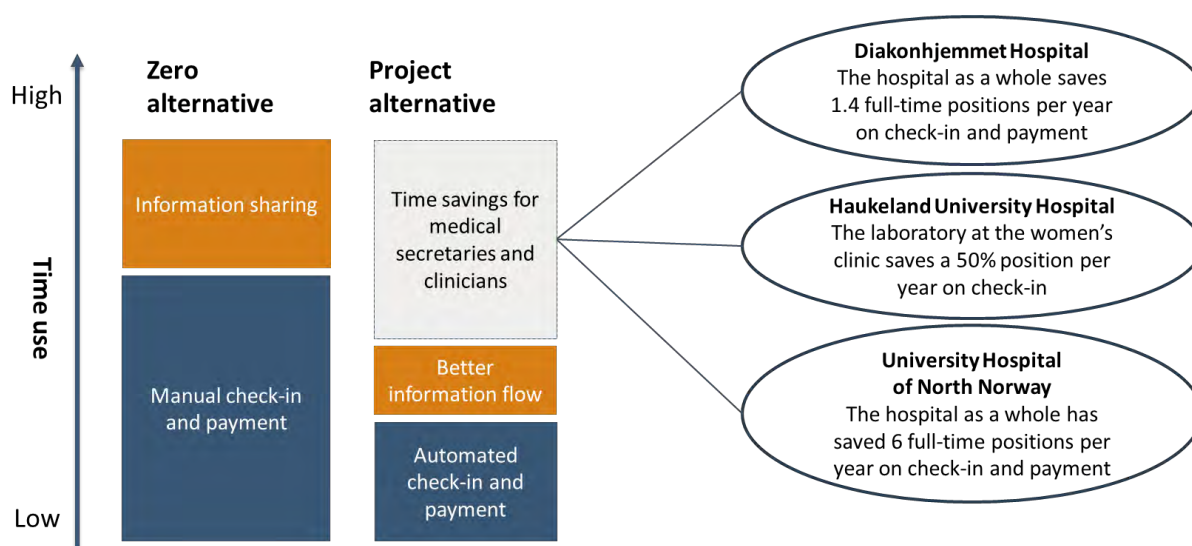 High
Time use
Low
Zero
alternative
Information sharing
Manual check-in
and payment
Project
alternative
Time savings for
medical
secretaries and
clinicians
Better
information flow
Automated
check-in and
payment
Diakonhjemmet Hospital
The hospital as a whole saves
1.4 full-time positions per year
on check-in and payment
Haukeland University Hospital
The laboratory at the women’s
clinic saves a 50% position per
year on check-in
University Hospital
of North Norway
The hospital as a whole has
saved 6 full-time positions per
year on check-in and payment